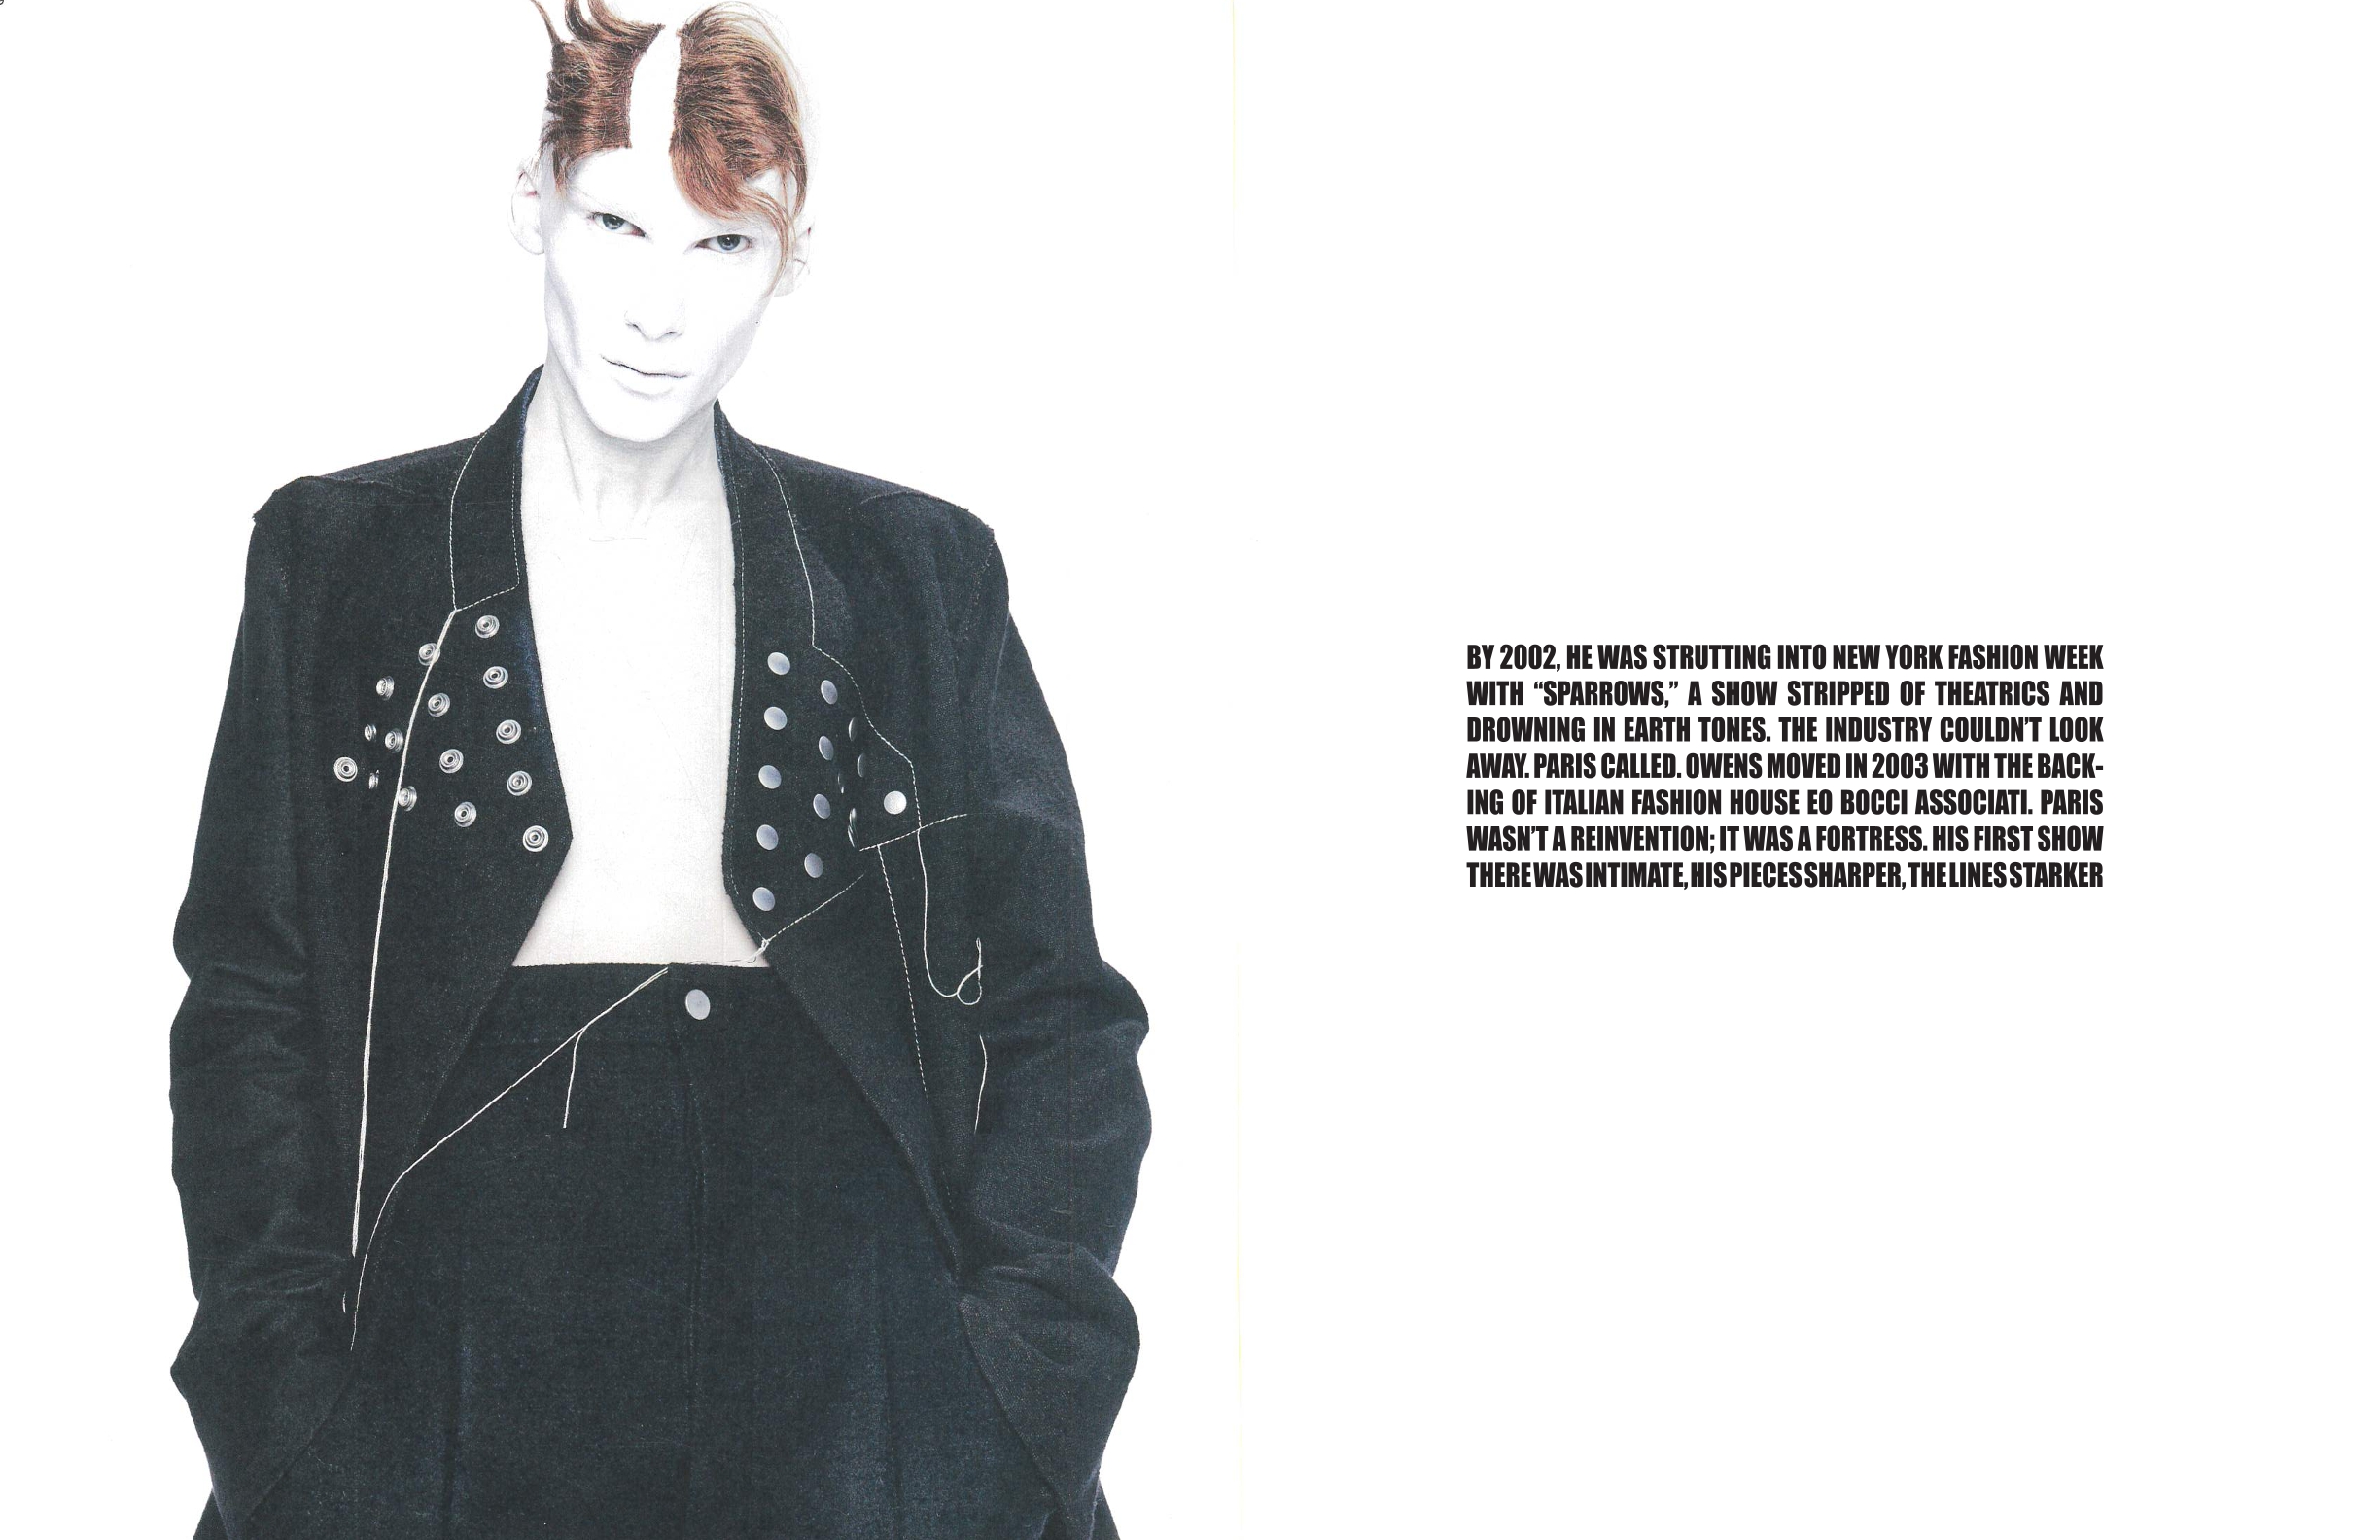 BY 2002, HE WAS STRUTTING INTO NEW YORK FASHION WEEK
WITH “SPARROWS,” A SHOW STRIPPED OF THEATRICS AND
DROWNING IN EARTH TONES. THE INDUSTRY COULDN’T LOOK
AWAY. PARIS CALLED. OWENS MOVED IN 2003 WITH THE BACK-
ING OF ITALIAN FASHION HOUSE EO BOCCI ASSOCIATI. PARIS
WASN’T A REINVENTION; IT WAS A FORTRESS. HIS FIRST SHOW
THERE WAS INTIMATE, HIS PIECES SHARPER, THE LINES STARKER